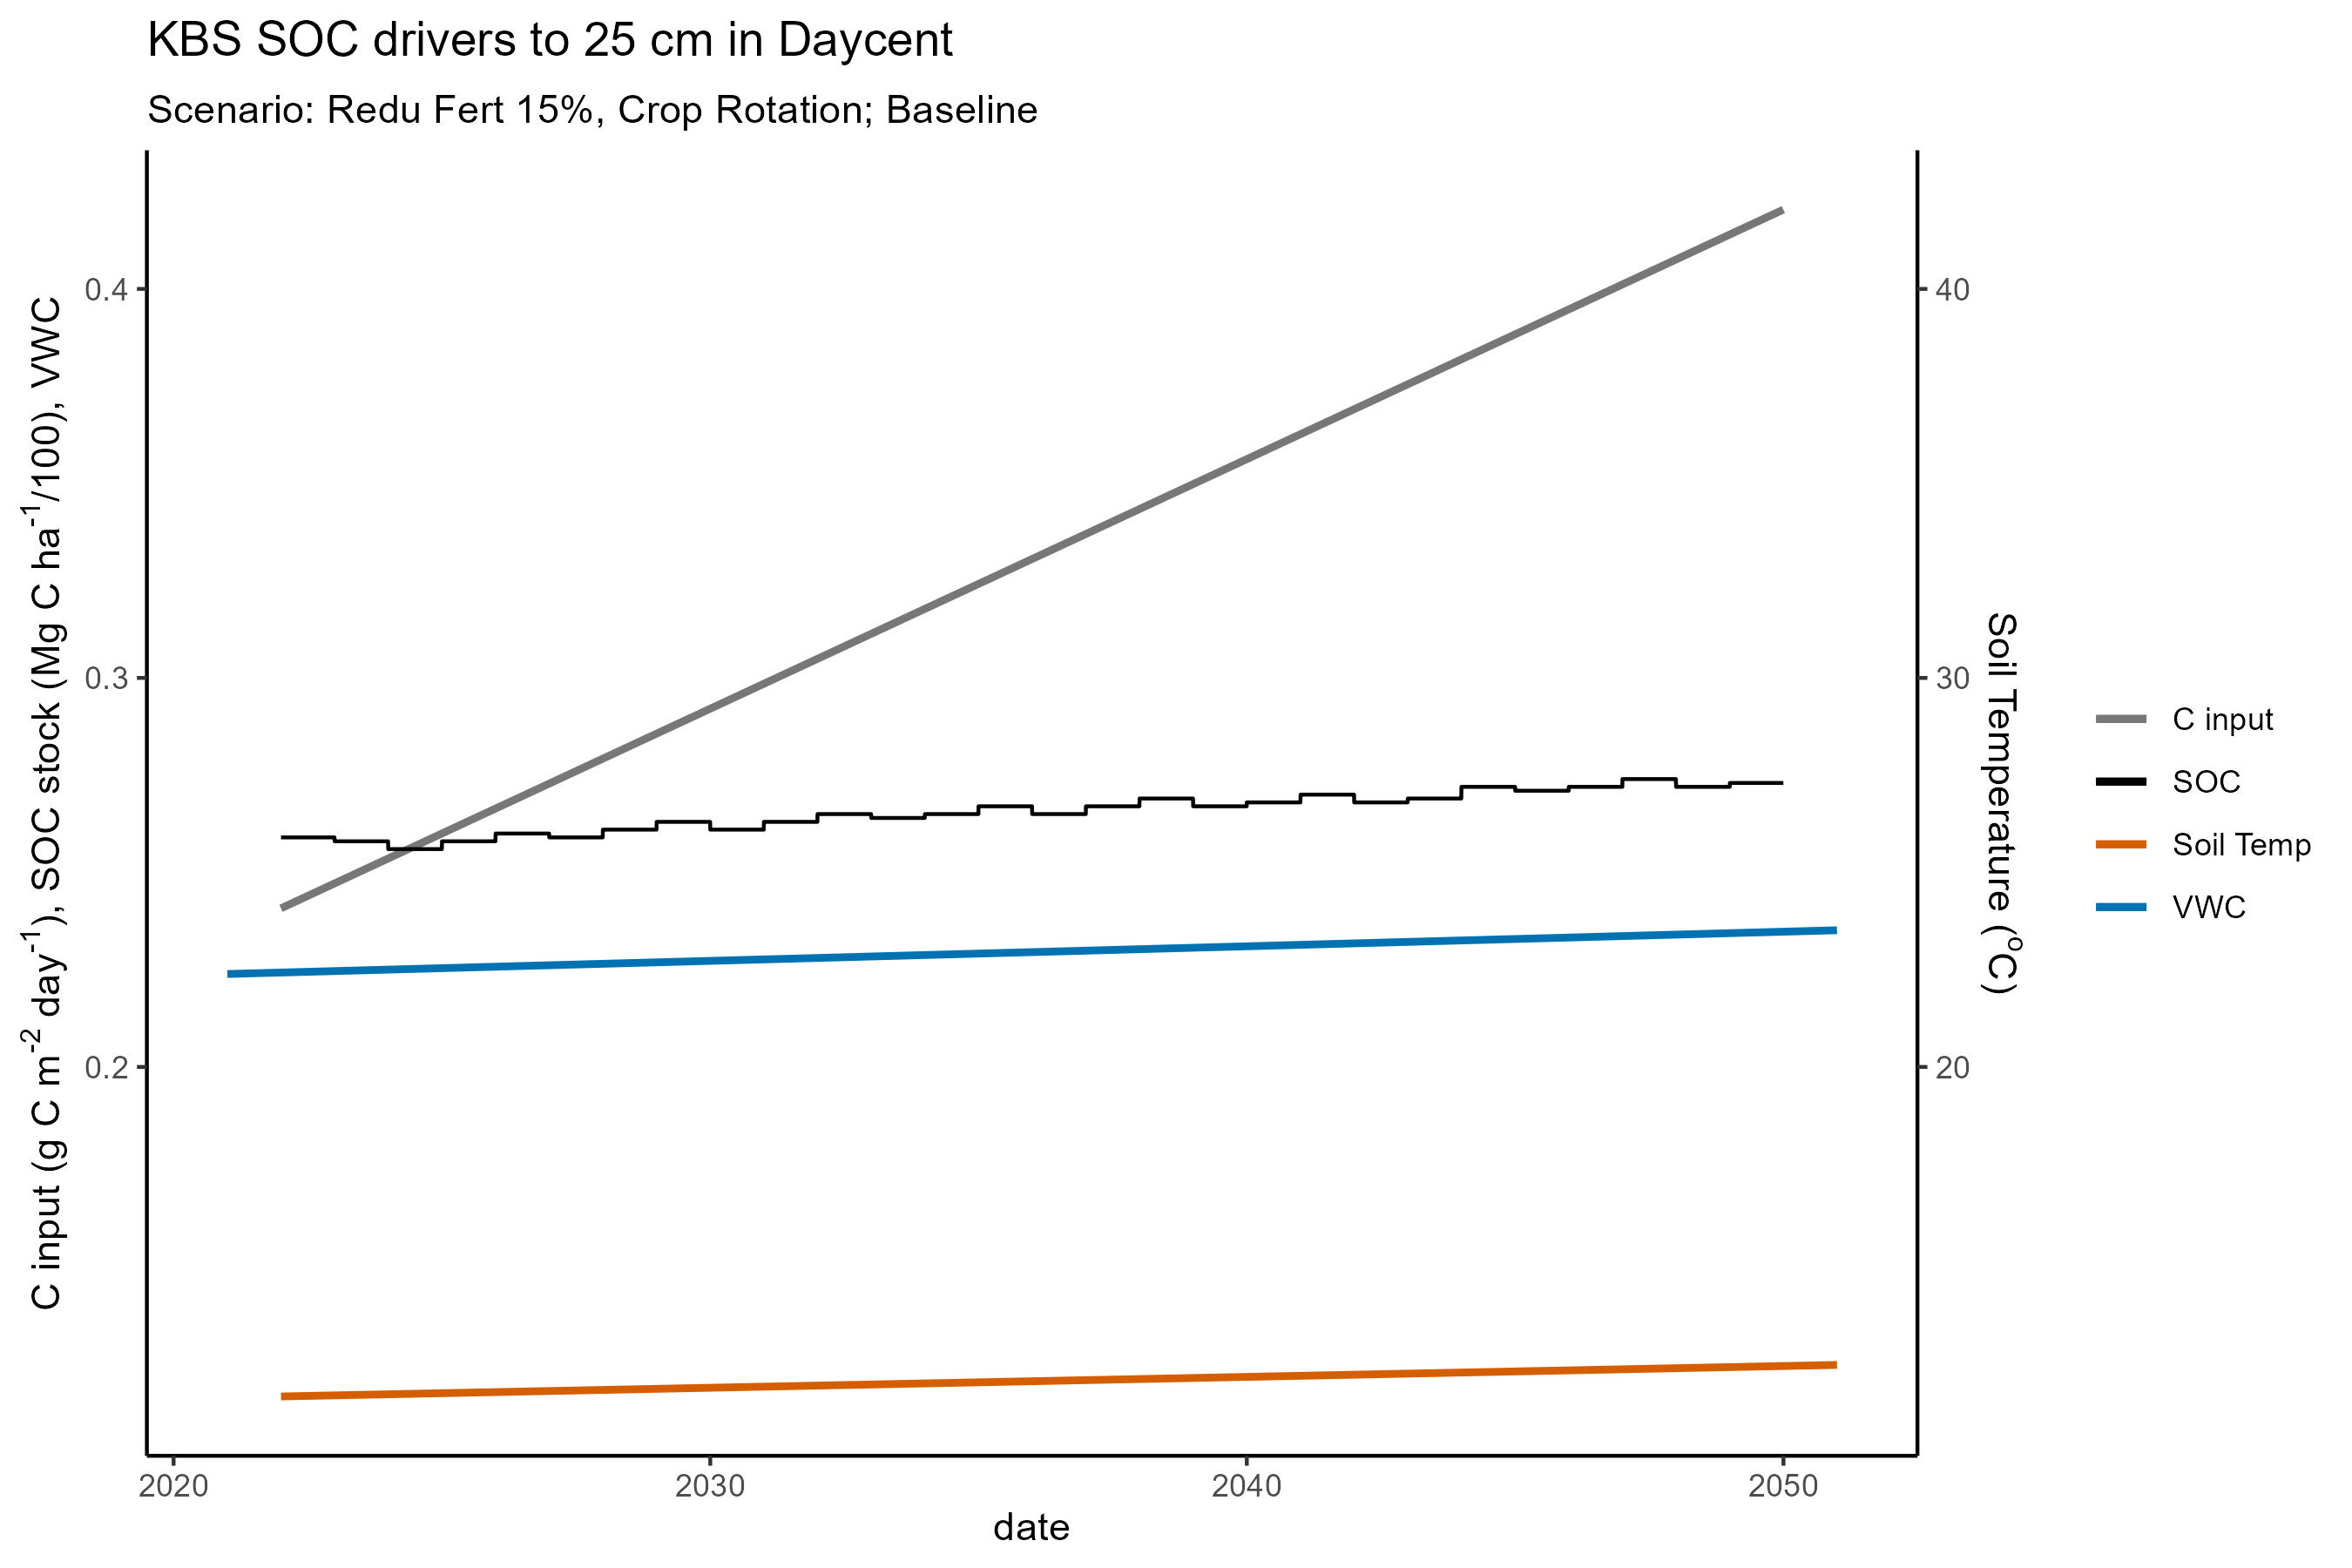 KBS SOC drivers to 25 cm in Daycent
Scenario: Redu Fert 15%, Crop Rotation; Baseline
C input (g C m⁻² day⁻¹), SOC stock (Mg C ha⁻¹/100), VWC
0.4
0.3
0.2
40
30
20
Soil Temperature (ºC)
C input
SOC
Soil Temp
VWC
2020
2030
2040
2050
date